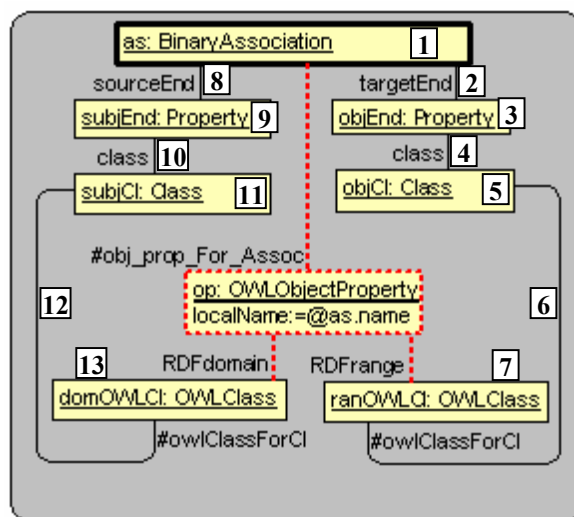 as: BinaryAssociation 1
sourceEnd 8 targetEnd 2
subjEnd: Property 9 objEnd: Property 3
class 10 class 4
subjCl: Class 11 objCl: Class 5
#obj_prop_For_Assoc
op: OWLObjectProperty
12 localName:=@as.name 6
13 RDFdomain RDFrange 7
domOWLCl: OWLClass ranOWLCl: OWLClass
#owlClassForCl #owlClassForCl